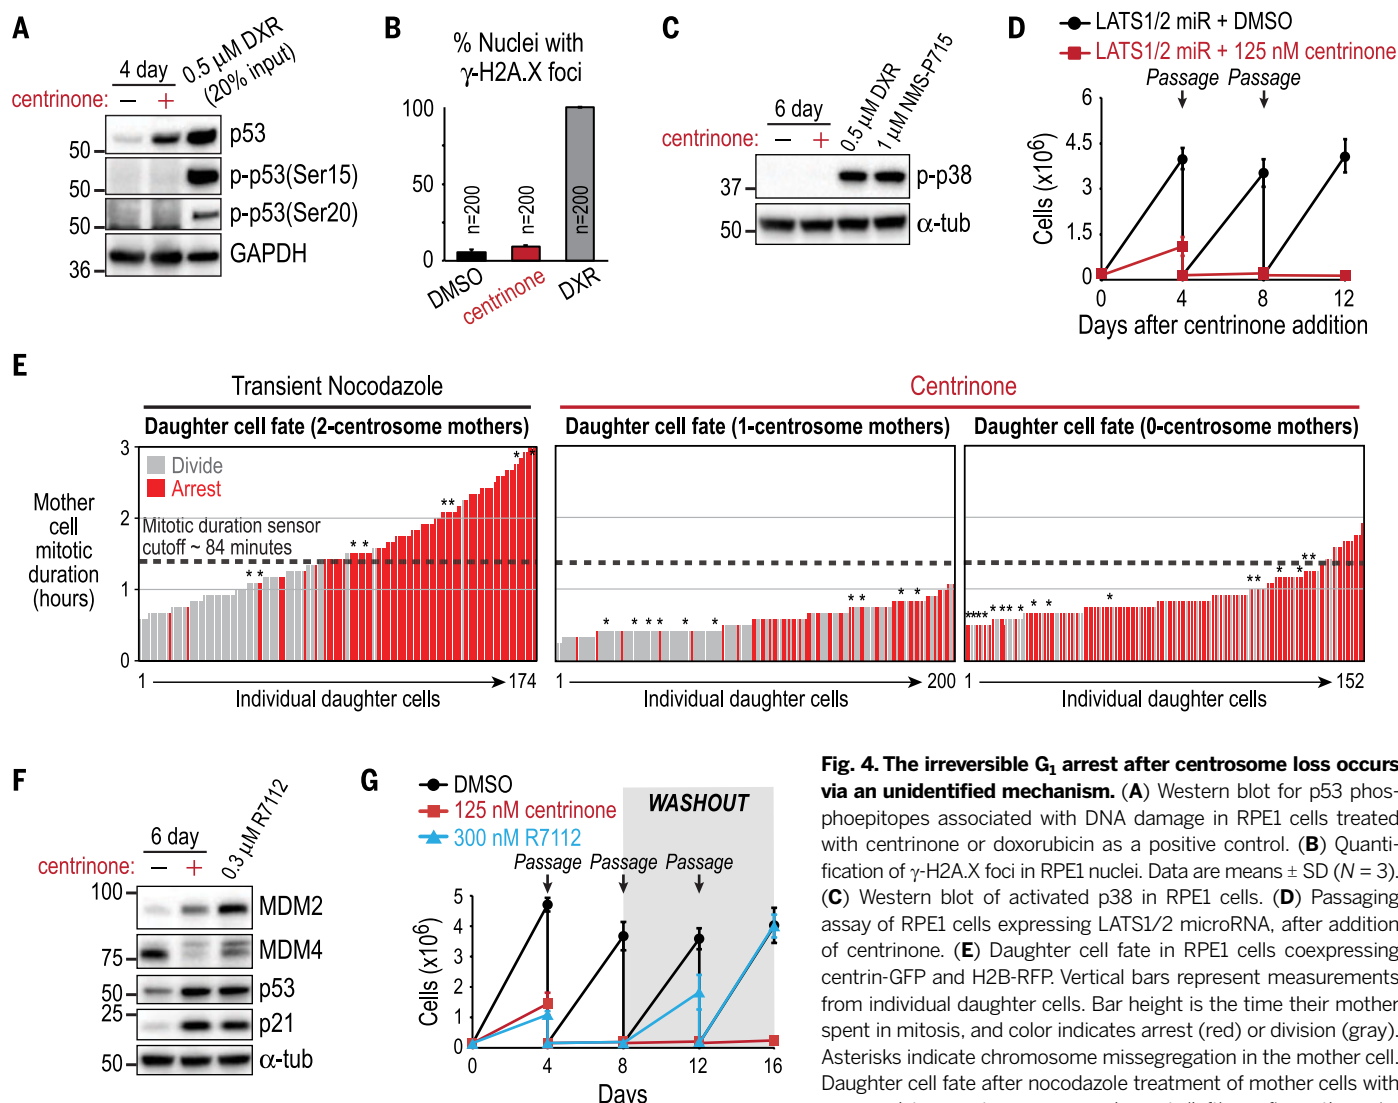 A
4 day
0.5 µM DXR
(20% input)
centrinone: − +
p53
50
p-p53(Ser15)
50
p-p53(Ser20)
50
GAPDH
36
B
% Nuclei with
γ-H2A.X foci
100
50
0
n=200
n=200
n=200
DMSO
centrinone
DXR
C
6 day
0.5 µM DXR
1 µM NMS-P715
centrinone: − +
37
p-p38
50
α-tub
D
LATS1/2 miR + DMSO
LATS1/2 miR + 125 nM centrinone
Passage Passage
Cells (x10⁶)
6
4.5
3
1.5
0
0 4 8 12
Days after centrinone addition
E
Transient Nocodazole
Centrinone
Daughter cell fate (2-centrosome mothers)
Daughter cell fate (1-centrosome mothers)
Daughter cell fate (0-centrosome mothers)
Mother
cell
mitotic
duration
(hours)
3
2
1
0
Divide
Arrest
Mitotic duration sensor
cutoff ~ 84 minutes
* * * * ** * *
* * * * * * ** * *
**** * * * * * * * ** * * **
1 174
Individual daughter cells
1 200
Individual daughter cells
1 152
Individual daughter cells
F
6 day
0.3 µM R7112
centrinone: − +
100
MDM2
75
MDM4
50
p53
25
p21
50
α-tub
G
DMSO
125 nM centrinone
300 nM R7112
WASHOUT
Passage Passage Passage
Cells (x10⁶)
5
4
3
2
1
0
0 4 8 12 16
Days
Fig. 4. The irreversible G₁ arrest after centrosome loss occurs
via an unidentified mechanism. (A) Western blot for p53 phos-
phoepitopes associated with DNA damage in RPE1 cells treated
with centrinone or doxorubicin as a positive control. (B) Quanti-
fication of γ-H2A.X foci in RPE1 nuclei. Data are means ± SD (N = 3).
(C) Western blot of activated p38 in RPE1 cells. (D) Passaging
assay of RPE1 cells expressing LATS1/2 microRNA, after addition
of centrinone. (E) Daughter cell fate in RPE1 cells coexpressing
centrin-GFP and H2B-RFP. Vertical bars represent measurements
from individual daughter cells. Bar height is the time their mother
spent in mitosis, and color indicates arrest (red) or division (gray).
Asterisks indicate chromosome missegregation in the mother cell.
Daughter cell fate after nocodazole treatment of mother cells with